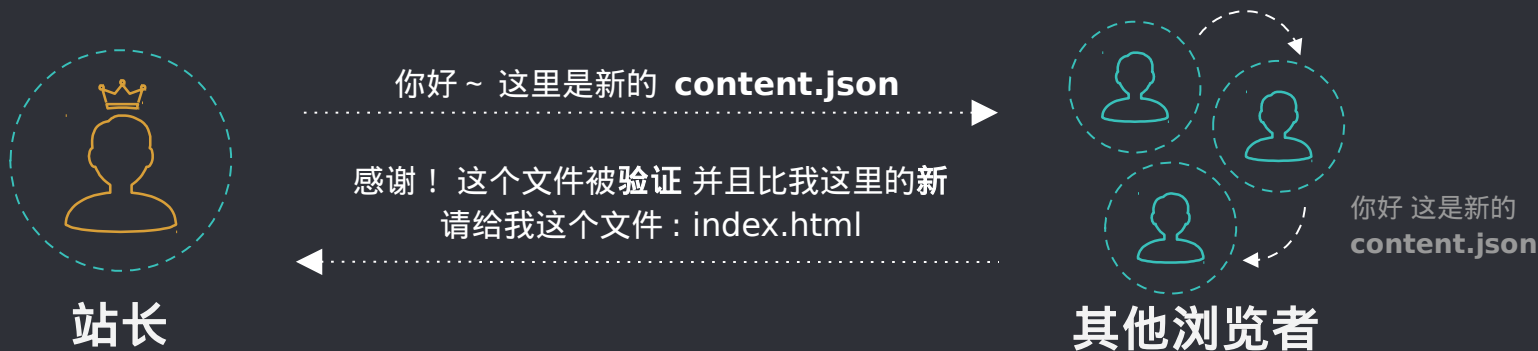 你好 ~ 这里是新的 content.json
感谢！这个文件被验证 并且比我这里的新
请给我这个文件 : index.html
你好 这是新的
content.json
站长
其他浏览者